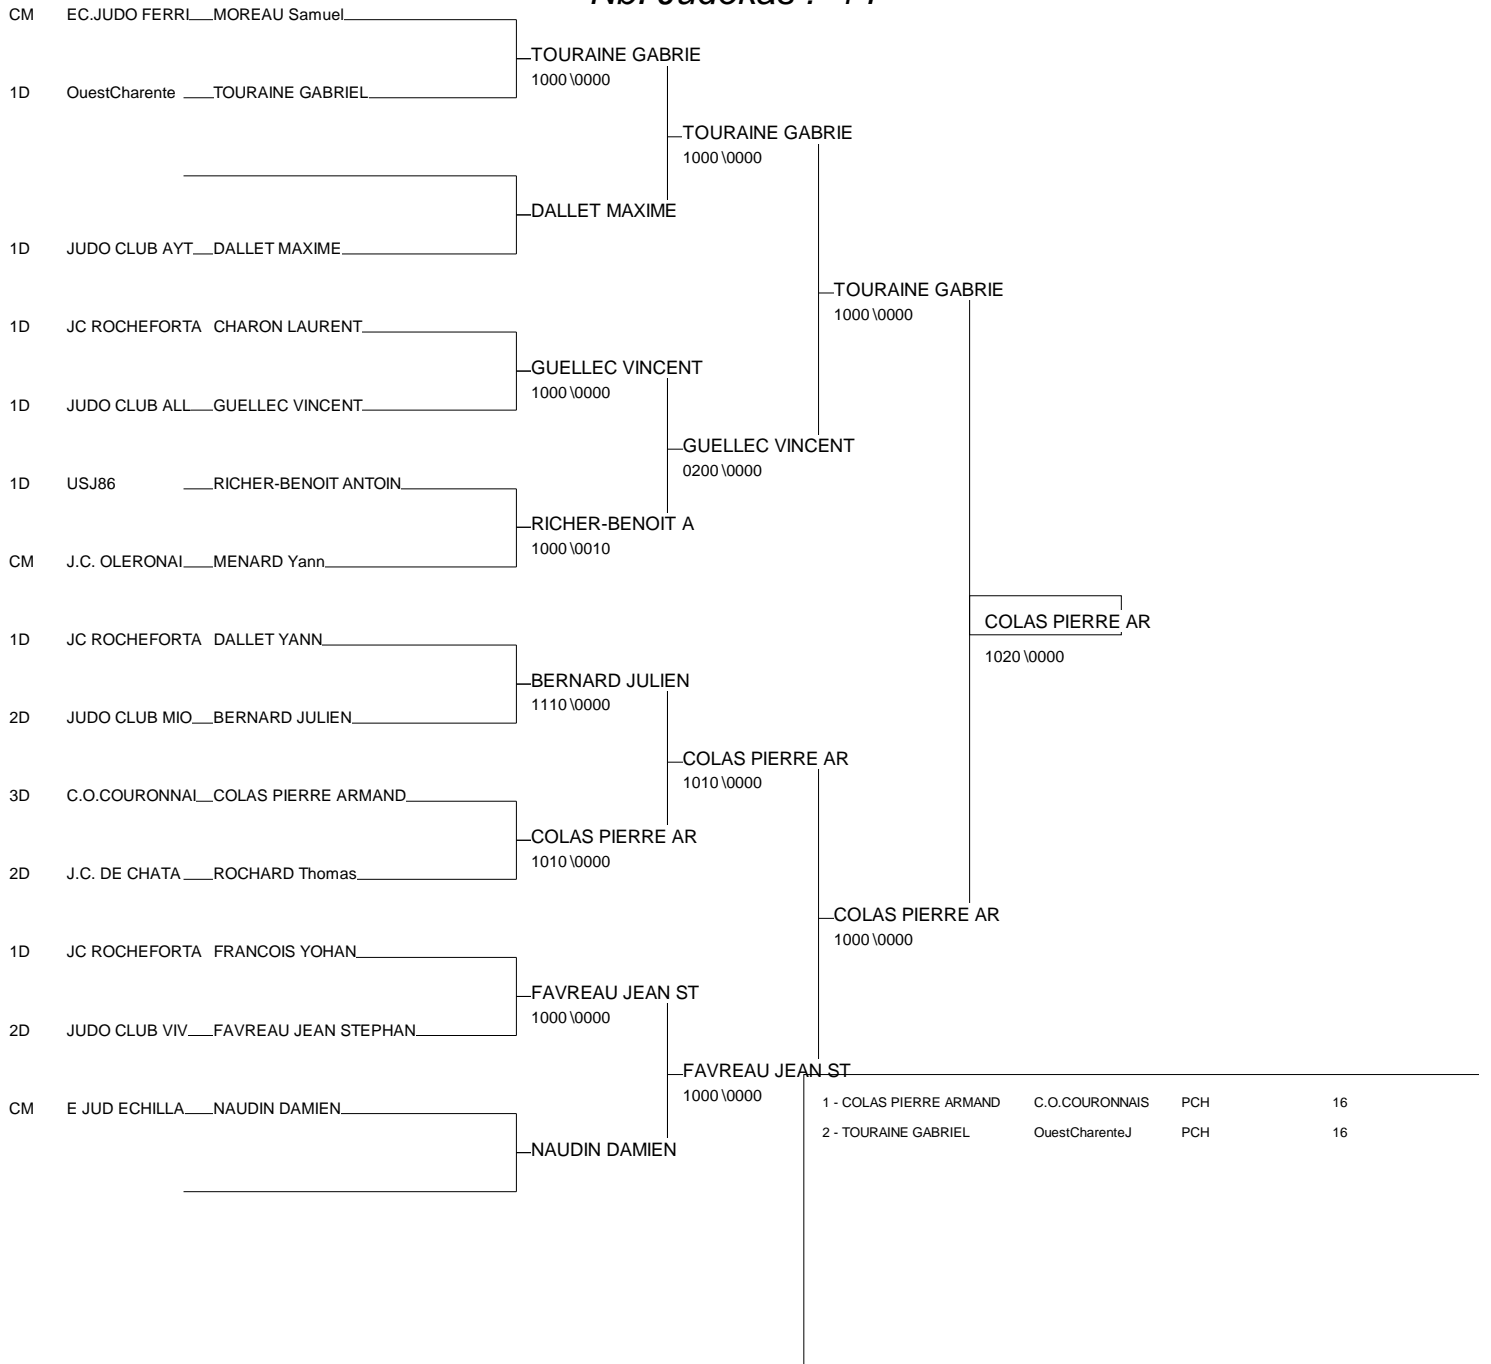 CM EC.JUDO FERRI MOREAU Samuel
TOURAINE GABRIE
1000\0000
1D OuestCharente TOURAINE GABRIEL
TOURAINE GABRIE
1000\0000
DALLET MAXIME
1D JUDO CLUB AYT DALLET MAXIME
TOURAINE GABRIE
1000\0000
1D JC ROCHEFORTA CHARON LAURENT
GUELLEC VINCENT
1000\0000
1D JUDO CLUB ALL GUELLEC VINCENT
GUELLEC VINCENT
0200\0000
1D USJ86 RICHER-BENOIT ANTOIN
RICHER-BENOIT A
1000\0010
CM J.C. OLERONAI MENARD Yann
COLAS PIERRE AR
1020\0000
1D JC ROCHEFORTA DALLET YANN
BERNARD JULIEN
1110\0000
2D JUDO CLUB MIO BERNARD JULIEN
COLAS PIERRE AR
1010\0000
3D C.O.COURONNAI COLAS PIERRE ARMAND
COLAS PIERRE AR
1010\0000
2D J.C. DE CHATA ROCHARD Thomas
COLAS PIERRE AR
1000\0000
1D JC ROCHEFORTA FRANCOIS YOHAN
FAVREAU JEAN ST
1000\0000
2D JUDO CLUB VIV FAVREAU JEAN STEPHAN
FAVREAU JEAN ST
1000\0000
CM E JUD ECHILLA NAUDIN DAMIEN
NAUDIN DAMIEN
1 - COLAS PIERRE ARMAND C.O.COURONNAIS PCH 16
2 - TOURAINE GABRIEL OuestCharenteJ PCH 16